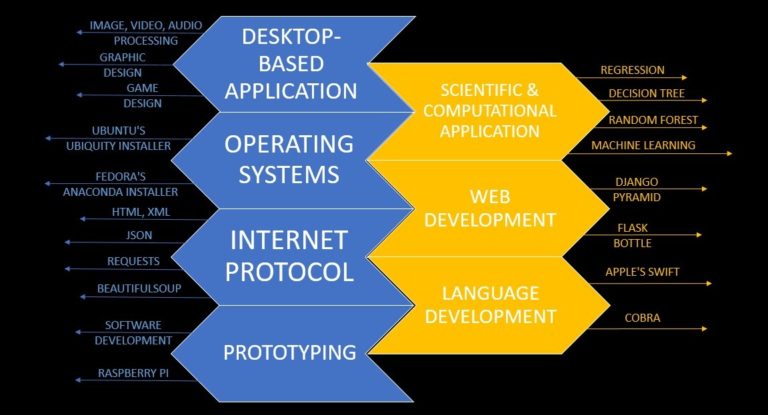 IMAGE, VIDEO, AUDIO
PROCESSING
GRAPHIC
DESIGN
GAME
DESIGN
DESKTOP-
BASED
APPLICATION
UBUNTU'S
UBIQUITY INSTALLER
FEDORA'S
ANACONDA INSTALLER
OPERATING
SYSTEMS
HTML, XML
JSON
REQUESTS
BEAUTIFULSOUP
INTERNET
PROTOCOL
SOFTWARE
DEVELOPMENT
RASPBERRY PI
PROTOTYPING
SCIENTIFIC &
COMPUTATIONAL
APPLICATION
REGRESSION
DECISION TREE
RANDOM FOREST
MACHINE LEARNING
WEB
DEVELOPMENT
DJANGO
PYRAMID
FLASK
BOTTLE
LANGUAGE
DEVELOPMENT
APPLE'S SWIFT
COBRA